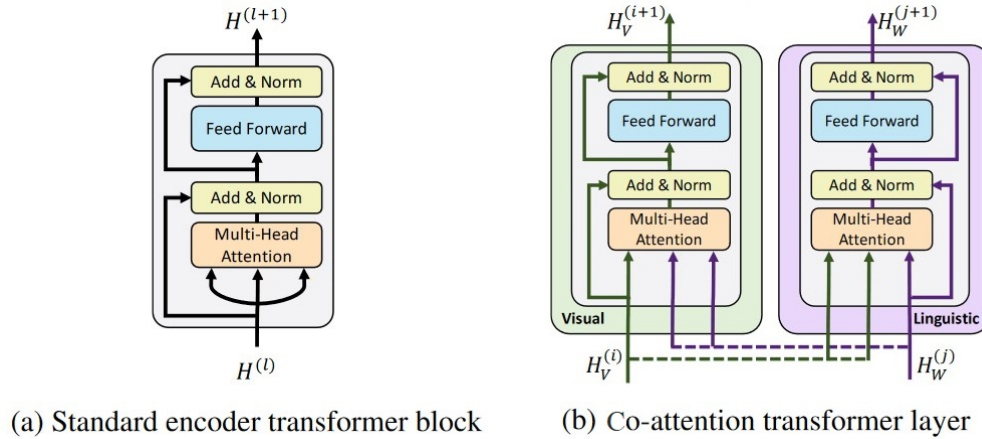 H^{(l+1)}
Add & Norm
Feed Forward
Add & Norm
Multi-Head
Attention
H^{(l)}
(a) Standard encoder transformer block
H_V^{(i+1)}
Add & Norm
Feed Forward
Add & Norm
Multi-Head
Attention
Visual
H_V^{(i)}
H_W^{(j+1)}
Add & Norm
Feed Forward
Add & Norm
Multi-Head
Attention
Linguistic
H_W^{(j)}
(b) Co-attention transformer layer